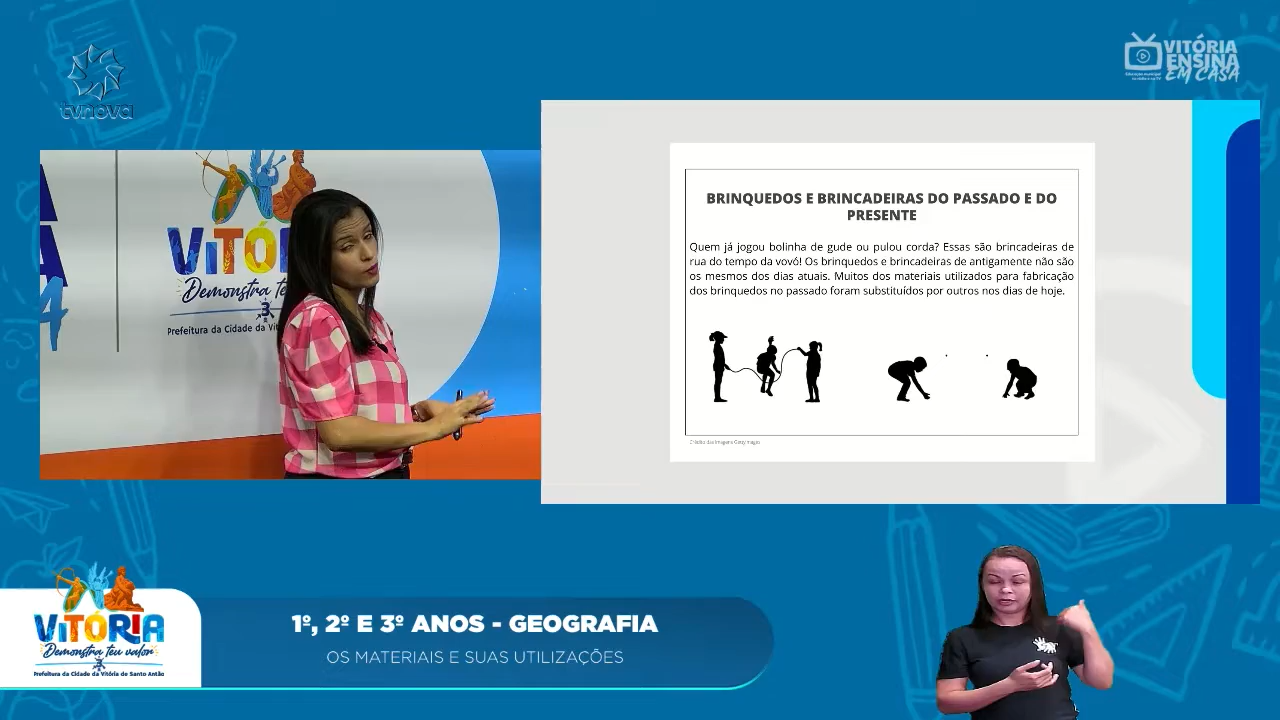 tvnova
VITÓRIA
ENSINA
EM CASA
VITÓ
Demonstra te
Prefeitura da Cidade da Vit
BRINQUEDOS E BRINCADEIRAS DO PASSADO E DO
PRESENTE
Quem já jogou bolinha de gude ou pulou corda? Essas são brincadeiras de
rua do tempo da vovó! Os brinquedos e brincadeiras de antigamente não são
os mesmos dos dias atuais. Muitos dos materiais utilizados para fabricação
dos brinquedos no passado foram substituídos por outros nos dias de hoje.
1º, 2º E 3º ANOS - GEOGRAFIA
OS MATERIAIS E SUAS UTILIZAÇÕES
VITÓRIA
Demonstra teu valor
Prefeitura da Cidade da Vitória de Santo Antão